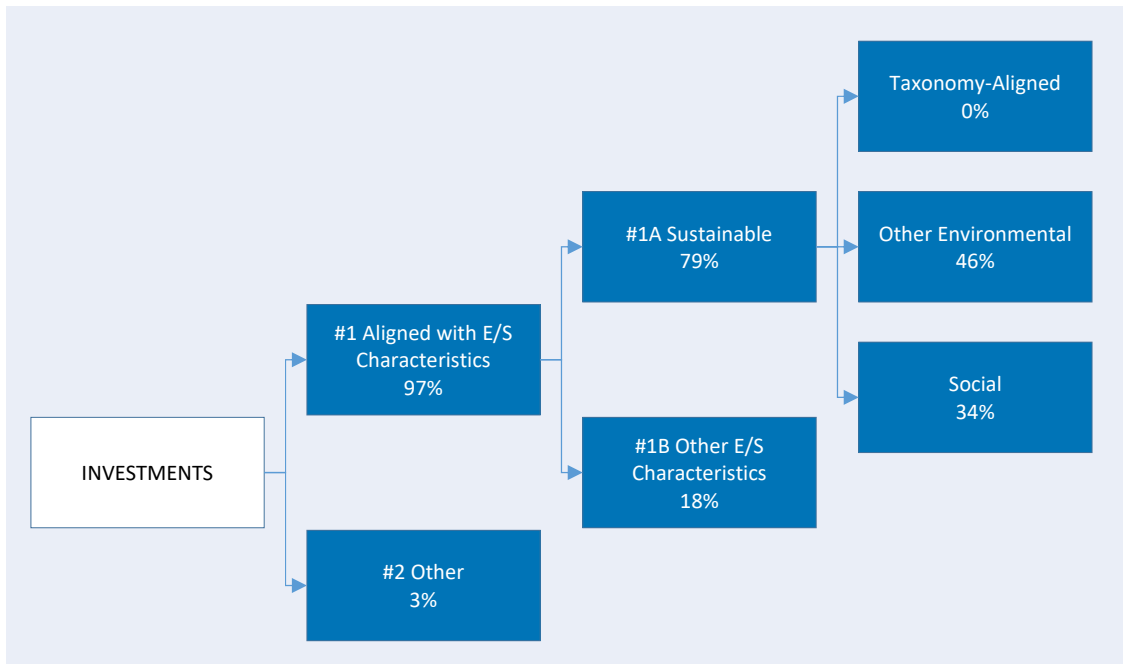 INVESTMENTS
#1 Aligned with E/S
Characteristics
97%
#2 Other
3%
#1A Sustainable
79%
#1B Other E/S
Characteristics
18%
Taxonomy-Aligned
0%
Other Environmental
46%
Social
34%